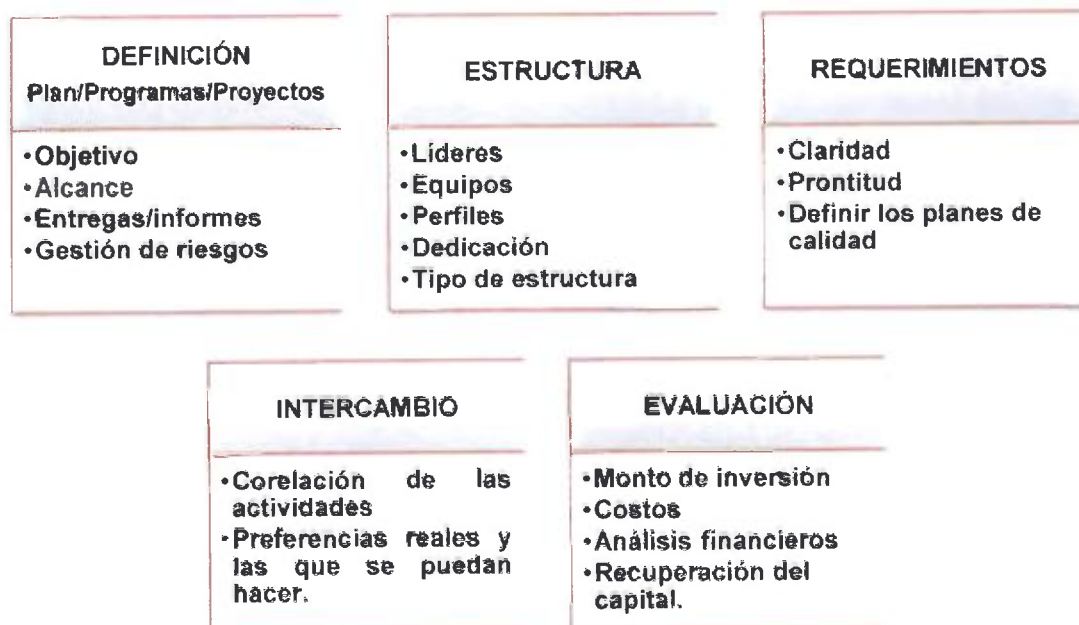 DEFINICIÓN
Plan/Programas/Proyectos
•Objetivo
•Alcance
•Entregas/informes
•Gestión de riesgos
ESTRUCTURA
•Líderes
•Equipos
•Perfiles
•Dedicación
•Tipo de estructura
REQUERIMIENTOS
•Claridad
•Prontitud
•Definir los planes de
calidad
INTERCAMBIO
•Corelación de las
actividades
•Preferencias reales y
las que se puedan
hacer.
EVALUACIÓN
•Monto de inversión
•Costos
•Análisis financieros
•Recuperación del
capital.